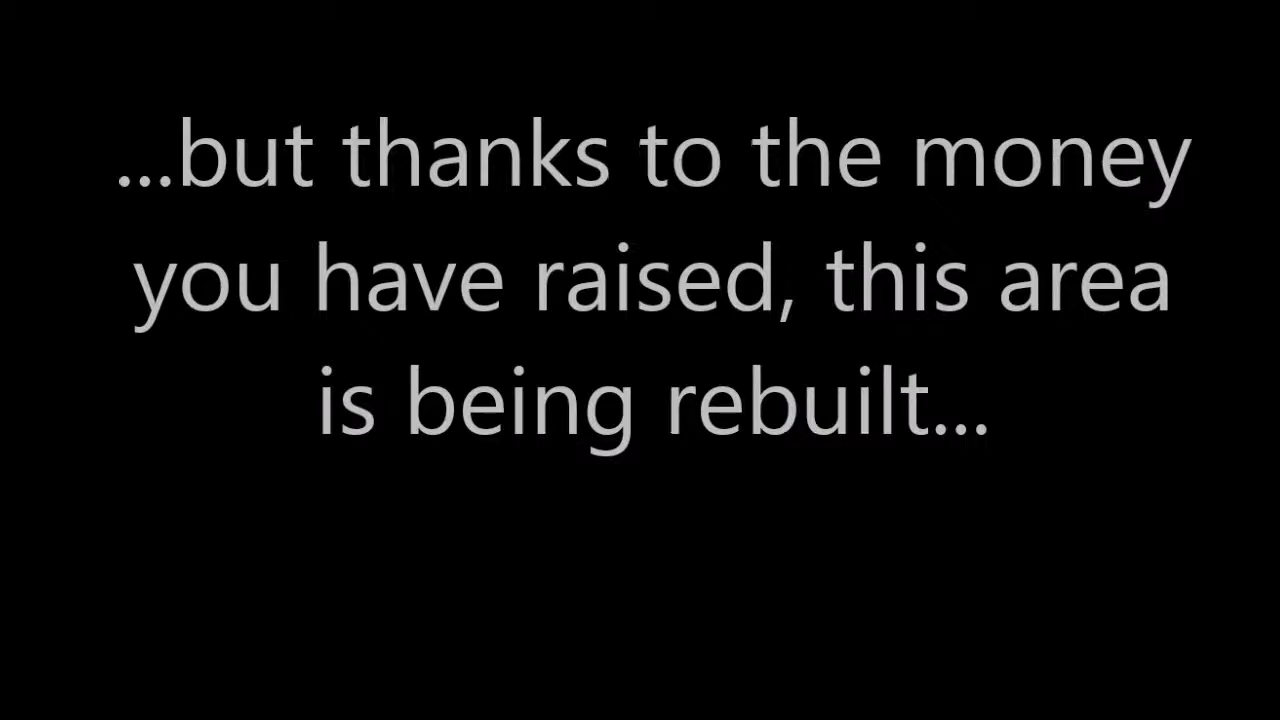 ...but thanks to the money
you have raised, this area
is being rebuilt...